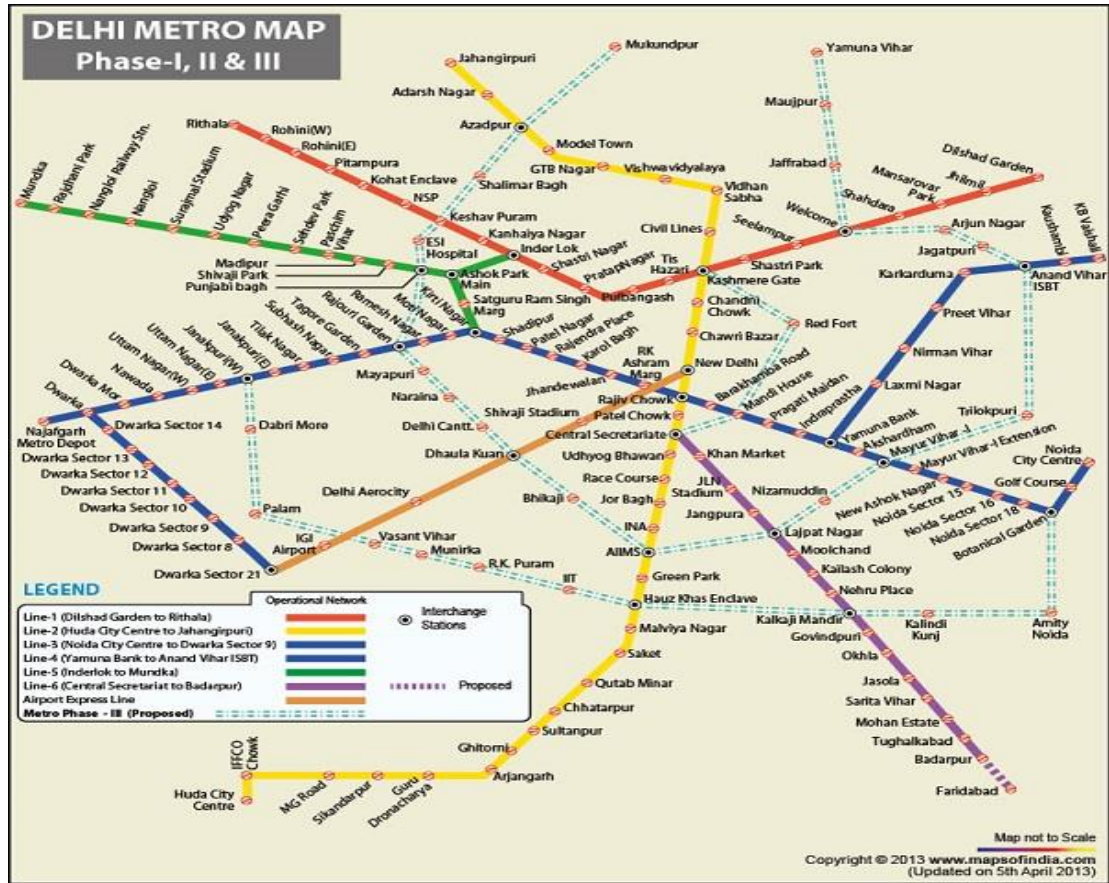 DELHI METRO MAP
Phase-I, II & III
Jahangirpuri
Adarsh Nagar
Azadpur
Model Town
GTB Nagar
Vishwavidyalaya
Vidhan
Sabha
Civil Lines
Tis
Hazari
Kashmere Gate
Chandni
Chowk
Chawri Bazar
New Delhi
Rajiv Chowk
Patel Chowk
Central Secretariate
Udhyog Bhawan
Race Course
Jor Bagh
INA
AIIMS
Green Park
Hauz Khas Enclave
Malviya Nagar
Saket
Qutab Minar
Chhatarpur
Sultanpur
Ghitorni
Arjangarh
Guru
Dronacharya
Sikandarpur
MG Road
IFFCO
Chowk
Huda City
Centre
Mukundpur
Shalimar Bagh
Yamuna Vihar
Maujpur
Jaffrabad
Welcome
Rithala
Rohini(W)
Rohini(E)
Pitampura
Kohat Enclave
NSP
Keshav Puram
Kanhaiya Nagar
Inder Lok
Shastri Nagar
PratapNagar
Pulbangash
Shastri Park
Seelampur
Shahdara
Mansarovar
Park
Jhilmil
Dilshad Garden
Mundka
Rajdhani Park
Nangloi Railway Stn.
Nangloi
Surajmal Stadium
Udyog Nagar
Peera Garhi
Paschim
Vihar
Madipur
Shivaji Park
Punjabi bagh
ESI
Hospital
Ashok Park
Main
Satguru Ram Singh
Marg
Arjun Nagar
Jagatpuri
Kaushambi
KB Vaishali
Anand Vihar
ISBT
Karkarduma
Preet Vihar
Nirman Vihar
Laxmi Nagar
Red Fort
Trilokpuri
Kirti Nagar
Moti Nagar
Ramesh Nagar
Rajouri Garden
Tagore Garden
Subhash Nagar
Tilak Nagar
Janakpuri(E)
Janakpuri(W)
Uttam Nagar(E)
Uttam Nagar(W)
Nawada
Dwarka Mor
Dwarka
Najafgarh
Metro Depot
Dwarka Sector 14
Dwarka Sector 13
Dwarka Sector 12
Dwarka Sector 11
Dwarka Sector 10
Dwarka Sector 9
Dwarka Sector 8
Dwarka Sector 21
Shadipur
Patel Nagar
Rajendra Place
Karol Bagh
Jhandewalan
RK
Ashram
Marg
Barakhamba Road
Mandi House
Pragati Maidan
Indraprastha
Yamuna Bank
Akshardham
Mayur Vihar -I
Mayur Vihar-I Extension
New Ashok Nagar
Noida Sector 15
Noida Sector 16
Noida Sector 18
Botanical Garden
Golf Course
Noida
City Centre
Mayapuri
Naraina
Delhi Cantt.
Shivaji Stadium
Dhaula Kuan
Delhi Aerocity
IGI
Airport
Bhikaji
Dabri More
Palam
Vasant Vihar
Munirka
R.K. Puram
IIT
Khan Market
JLN
Stadium
Jangpura
Nizamuddin
Lajpat Nagar
Moolchand
Kailash Colony
Nehru Place
Kalkaji Mandir
Govindpuri
Okhla
Jasola
Sarita Vihar
Mohan Estate
Tughalkabad
Badarpur
Faridabad
Kalindi
Kunj
Amity
Noida
LEGEND
Operational Network
Line-1 (Dilshad Garden to Rithala)
Line-2 (Huda City Centre to Jahangirpuri)
Line-3 (Noida City Centre to Dwarka Sector 9)
Line-4 (Yamuna Bank to Anand Vihar ISBT)
Line-5 (Inderlok to Mundka)
Line-6 (Central Secretariat to Badarpur)
Airport Express Line
Metro Phase - III (Proposed)
Interchange
Stations
Proposed
Map not to Scale
Copyright © 2013 www.mapsofindia.com
(Updated on 5th April 2013)